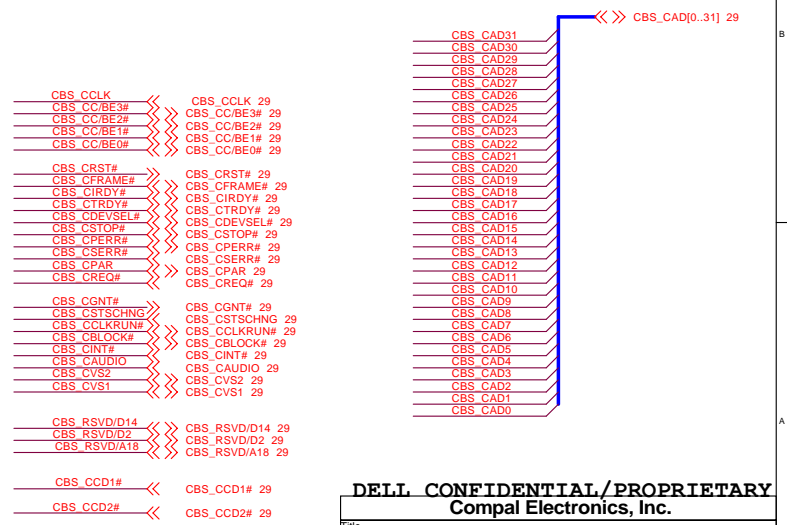 CBS_CAD[0..31] 29
B
CBS_CAD31
CBS_CAD30
CBS_CAD29
CBS_CAD28
CBS_CAD27
CBS_CAD26
CBS_CAD25
CBS_CAD24
CBS_CAD23
CBS_CAD22
CBS_CAD21
CBS_CAD20
CBS_CAD19
CBS_CAD18
CBS_CAD17
CBS_CAD16
CBS_CAD15
CBS_CAD14
CBS_CAD13
CBS_CAD12
CBS_CAD11
CBS_CAD10
CBS_CAD9
CBS_CAD8
CBS_CAD7
CBS_CAD6
CBS_CAD5
CBS_CAD4
CBS_CAD3
CBS_CAD2
CBS_CAD1
CBS_CAD0
CBS_CCLK CBS_CCLK 29
CBS_CC/BE3# CBS_CC/BE3# 29
CBS_CC/BE2# CBS_CC/BE2# 29
CBS_CC/BE1# CBS_CC/BE1# 29
CBS_CC/BE0# CBS_CC/BE0# 29
CBS_CRST# CBS_CRST# 29
CBS_CFRAME# CBS_CFRAME# 29
CBS_CIRDY# CBS_CIRDY# 29
CBS_CTRDY# CBS_CTRDY# 29
CBS_CDEVSEL# CBS_CDEVSEL# 29
CBS_CSTOP# CBS_CSTOP# 29
CBS_CPERR# CBS_CPERR# 29
CBS_CSERR# CBS_CSERR# 29
CBS_CPAR CBS_CPAR 29
CBS_CREQ# CBS_CREQ# 29
CBS_CGNT# CBS_CGNT# 29
CBS_CSTSCHNG CBS_CSTSCHNG 29
CBS_CCLKRUN# CBS_CCLKRUN# 29
CBS_CBLOCK# CBS_CBLOCK# 29
CBS_CINT# CBS_CINT# 29
CBS_CAUDIO CBS_CAUDIO 29
CBS_CVS2 CBS_CVS2 29
CBS_CVS1 CBS_CVS1 29
CBS_RSVD/D14 CBS_RSVD/D14 29
CBS_RSVD/D2 CBS_RSVD/D2 29
CBS_RSVD/A18 CBS_RSVD/A18 29
CBS_CCD1# CBS_CCD1# 29
CBS_CCD2# CBS_CCD2# 29
A
DELL CONFIDENTIAL/PROPRIETARY
Compal Electronics, Inc.
Title